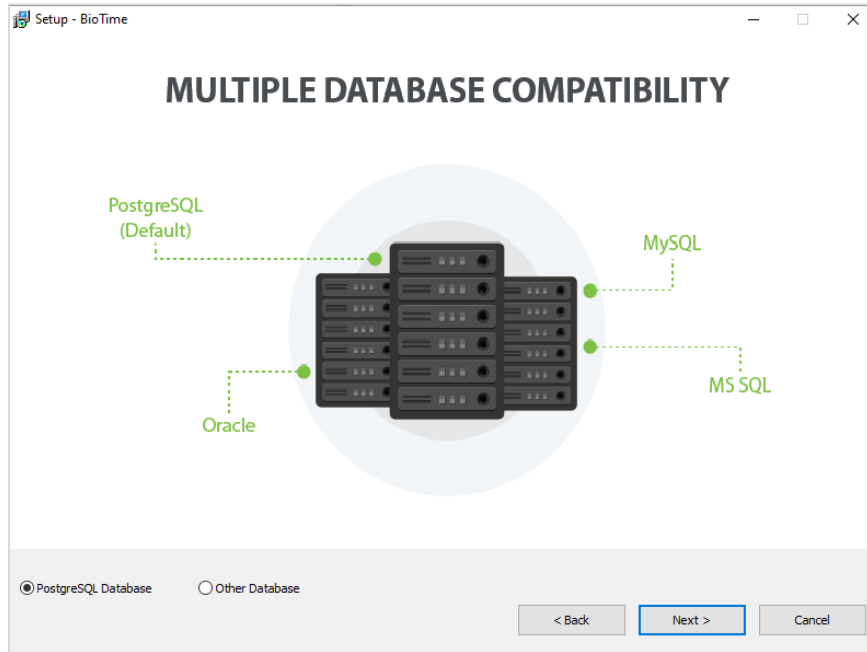 Setup - BioTime
MULTIPLE DATABASE COMPATIBILITY
PostgreSQL
(Default)
MySQL
MS SQL
Oracle
PostgreSQL Database
Other Database
< Back
Next >
Cancel